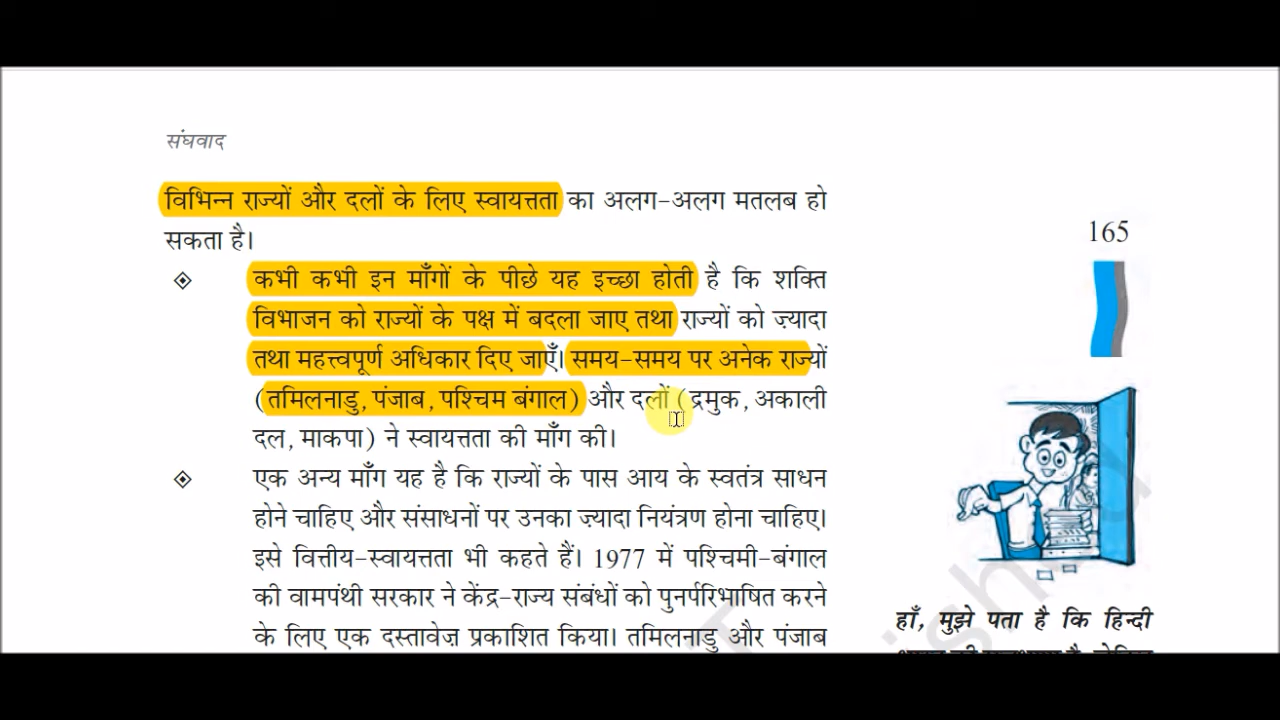 संघवाद
विभिन्न राज्यों और दलों के लिए स्वायत्तता का अलग-अलग मतलब हो
सकता है।
165
कभी कभी इन माँगों के पीछे यह इच्छा होती है कि शक्ति
विभाजन को राज्यों के पक्ष में बदला जाए तथा राज्यों को ज़्यादा
तथा महत्त्वपूर्ण अधिकार दिए जाएँ। समय-समय पर अनेक राज्यों
(तमिलनाडु, पंजाब, पश्चिम बंगाल) और दलों (द्रमुक, अकाली
दल, माकपा) ने स्वायत्तता की माँग की।
एक अन्य माँग यह है कि राज्यों के पास आय के स्वतंत्र साधन
होने चाहिए और संसाधनों पर उनका ज़्यादा नियंत्रण होना चाहिए।
इसे वित्तीय-स्वायत्तता भी कहते हैं। 1977 में पश्चिमी-बंगाल
की वामपंथी सरकार ने केंद्र-राज्य संबंधों को पुनर्परिभाषित करने
के लिए एक दस्तावेज़ प्रकाशित किया। तमिलनाडु और पंजाब
हाँ, मुझे पता है कि हिन्दी